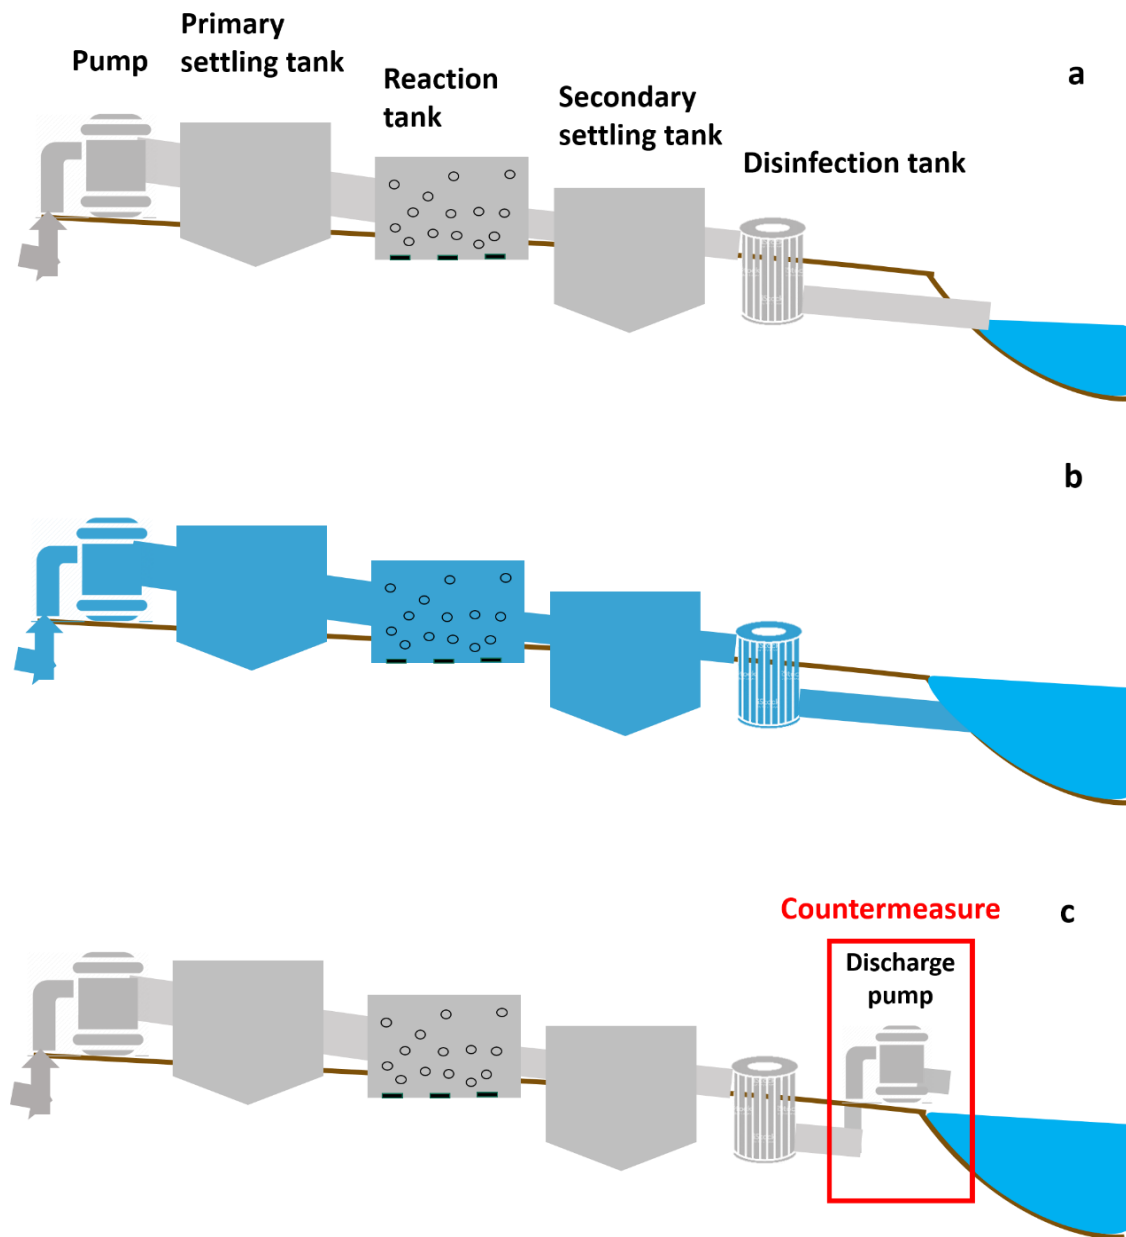 Primary
settling tank
Pump
Reaction
tank
Secondary
settling tank
Disinfection tank
a
b
Countermeasure
c
Discharge
pump